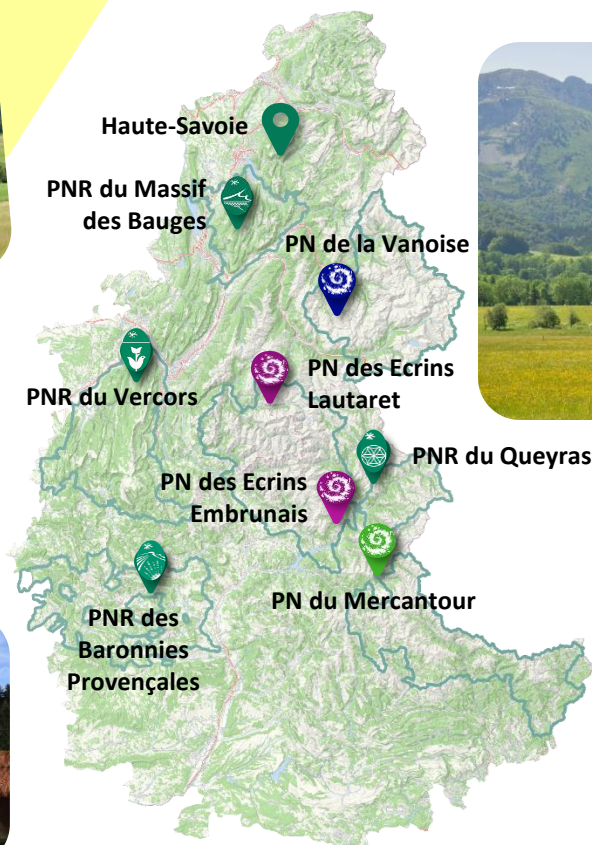 Haute-Savoie
PNR du Massif
des Bauges
PN de la Vanoise
PNR du Vercors
PN des Ecrins
Lautaret
PNR du Queyras
PN des Ecrins
Embrunais
PN du Mercantour
PNR des
Baronnies
Provençales